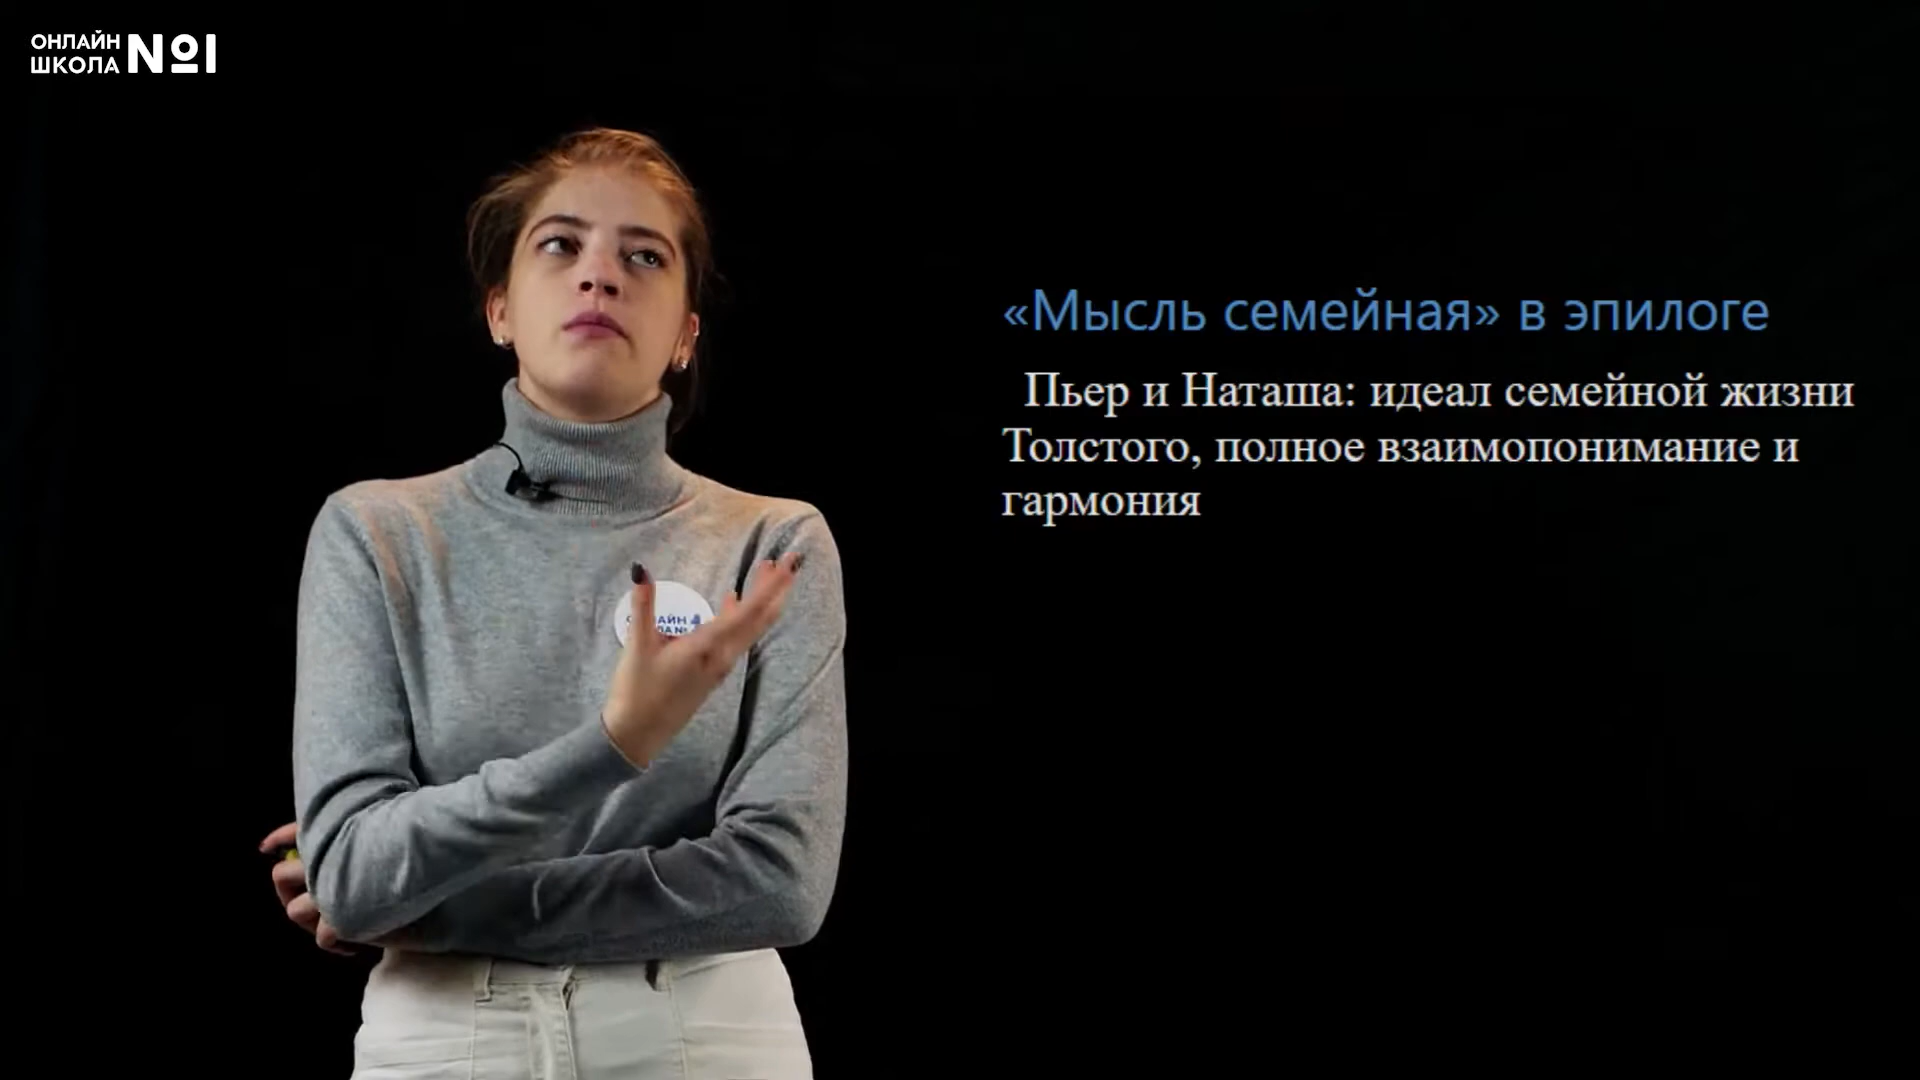 ОНЛАЙН
ШКОЛА №1
«Мысль семейная» в эпилоге
Пьер и Наташа: идеал семейной жизни
Толстого, полное взаимопонимание и
гармония